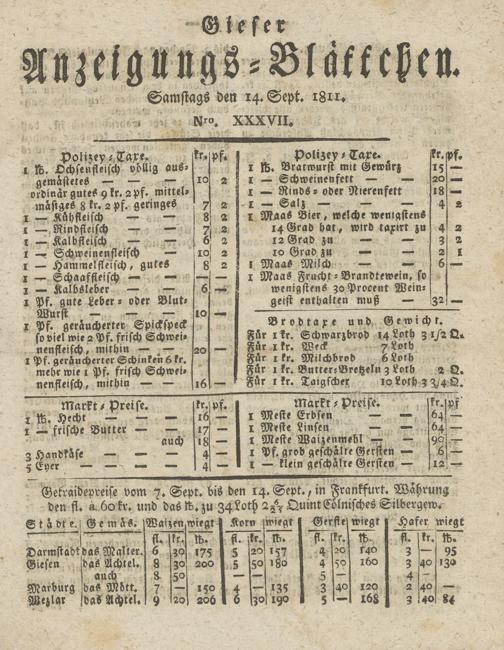 Gieser
Anzeigungs-Blättchen.
Samstags den 14. Sept. 1811.
Nro. XXXVII.
Polizey-Taxe. kr. pf.
1 ℔. Ochsenfleisch völlig aus-
gemästetes — — 10 2
ordinär gutes 9 kr. 2 pf. mittel-
mäsiges 8 kr. 2 pf. geringes 7 2
1 — Kühfleisch — — 8 2
1 — Rindfleisch — — 7 2
1 — Kalbfleisch — — 6 2
1 — Schweinenfleisch — 10 2
1 — Hammelfleisch, gutes 8 2
1 — Schaaffleisch — —
1 — Kalbsleber — — 6 —
1 Pf. gute Leber- oder Blut-
Wurst — — — 10 —
1 Pf. geräucherter Spickspeck
so viel wie 2 Pf. frisch Schwei-
nenfleisch, mithin — 20 —
1 Pf. geräucherter Schinken 6 kr.
mehr wie 1 Pf. frisch Schwei-
nenfleisch, mithin — — 16 —
Polizey-Taxe. kr. pf.
1 ℔. Bratwurst mit Gewürz 15 —
1 — Schweinenfett — — 20 —
1 — Rinds- oder Nierenfett 18 —
1 — Salz — — — 4 2
1 Maas Bier, welche wenigstens
14 Grad hat, wird taxirt zu 4 2
12 Grad zu — — 3 2
10 Grad zu — — 2 1
1 Maas Milch — — 6 —
1 Maas Frucht-Brandtewein, so
wenigstens 30 Procent Wein-
geist enthalten muß — 32 —
Brodtaxe und Gewicht.
Für 1 kr. Schwarzbrod 14 Loth 3 1/2 Q.
Für 1 kr. Weck 7 Loth
Für 1 kr. Milchbrod 6 Loth
Für 1 kr. Butter-Bretzeln 3 Loth 2 Q.
Für 1 kr. Taigscher 10 Loth 3 3/4 Q.
Markt-Preise. kr. pf.
1 ℔. Hecht — — 16 —
1 — frische Butter — — 17 —
auch 18 —
3 Handkäse — — — 4 —
5 Eyer — — — — 4 —
Markt-Preise. kr. pf
1 Meste Erbsen — — 64 —
1 Meste Linsen — — 64 —
1 Meste Waizenmehl — — 90 —
1 Pf. grob geschälte Gersten — 6 —
1 — klein geschälte Gersten — 12 —
Getraidepreise vom 7. Sept. bis den 14. Sept., in Frankfurt. Währung
den fl. à 60 kr. und das ℔. zu 34 Loth Quint Cölnisches Silbergew.
Städte. Gemäs. Waizen wiegt Korn wiegt Gerste wiegt Hafer wiegt
fl. kr. ℔. fl. kr. ℔. fl. kr. ℔. fl. kr. ℔.
Darmstadt das Malter. 6 30 175 5 20 157 4 20 140 3 — 95
Giesen das Achtel. 8 30 200 5 50 180 4 50 160 3 40 130
auch 8 50 — — — — 5 — — 4 — —
Marburg das Mött. 7 — 150 4 — 135 3 40 120 2 40 —
Wezlar das Achtel. 9 20 206 6 30 190 5 — 168 3 40 84